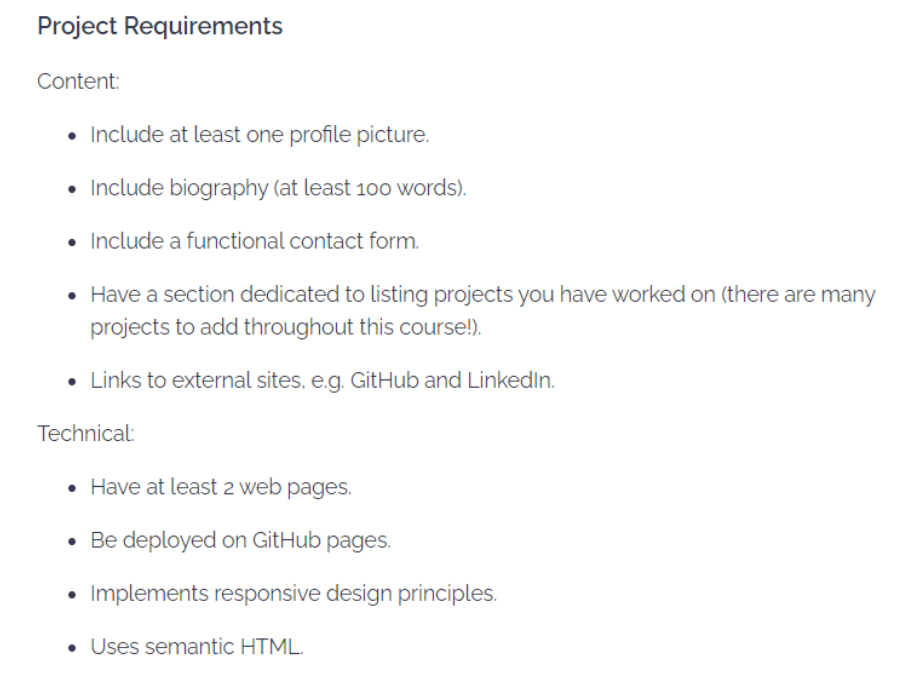 Project Requirements
Content:
• Include at least one profile picture.
• Include biography (at least 100 words).
• Include a functional contact form.
• Have a section dedicated to listing projects you have worked on (there are many
projects to add throughout this course!).
• Links to external sites, e.g. GitHub and LinkedIn.
Technical:
• Have at least 2 web pages.
• Be deployed on GitHub pages.
• Implements responsive design principles.
• Uses semantic HTML.